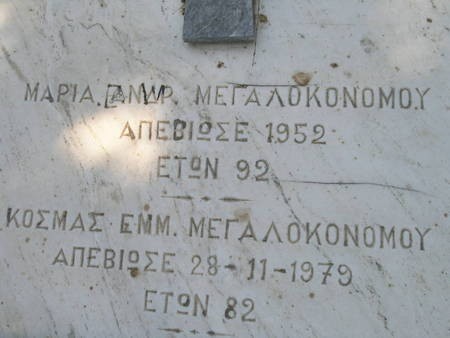 ΜΑΡΙΑ. ΑΝΔΡ. ΜΕΓΑΛΟΚΟΝΟΜΟΥ
ΑΠΕΒΙΩΣΕ 1952
ΕΤΩΝ 92
ΚΟΣΜΑΣ ΕΜΜ. ΜΕΓΑΛΟΚΟΝΟΜΟΥ
ΑΠΕΒΙΩΣΕ 28-11-1979
ΕΤΩΝ 82